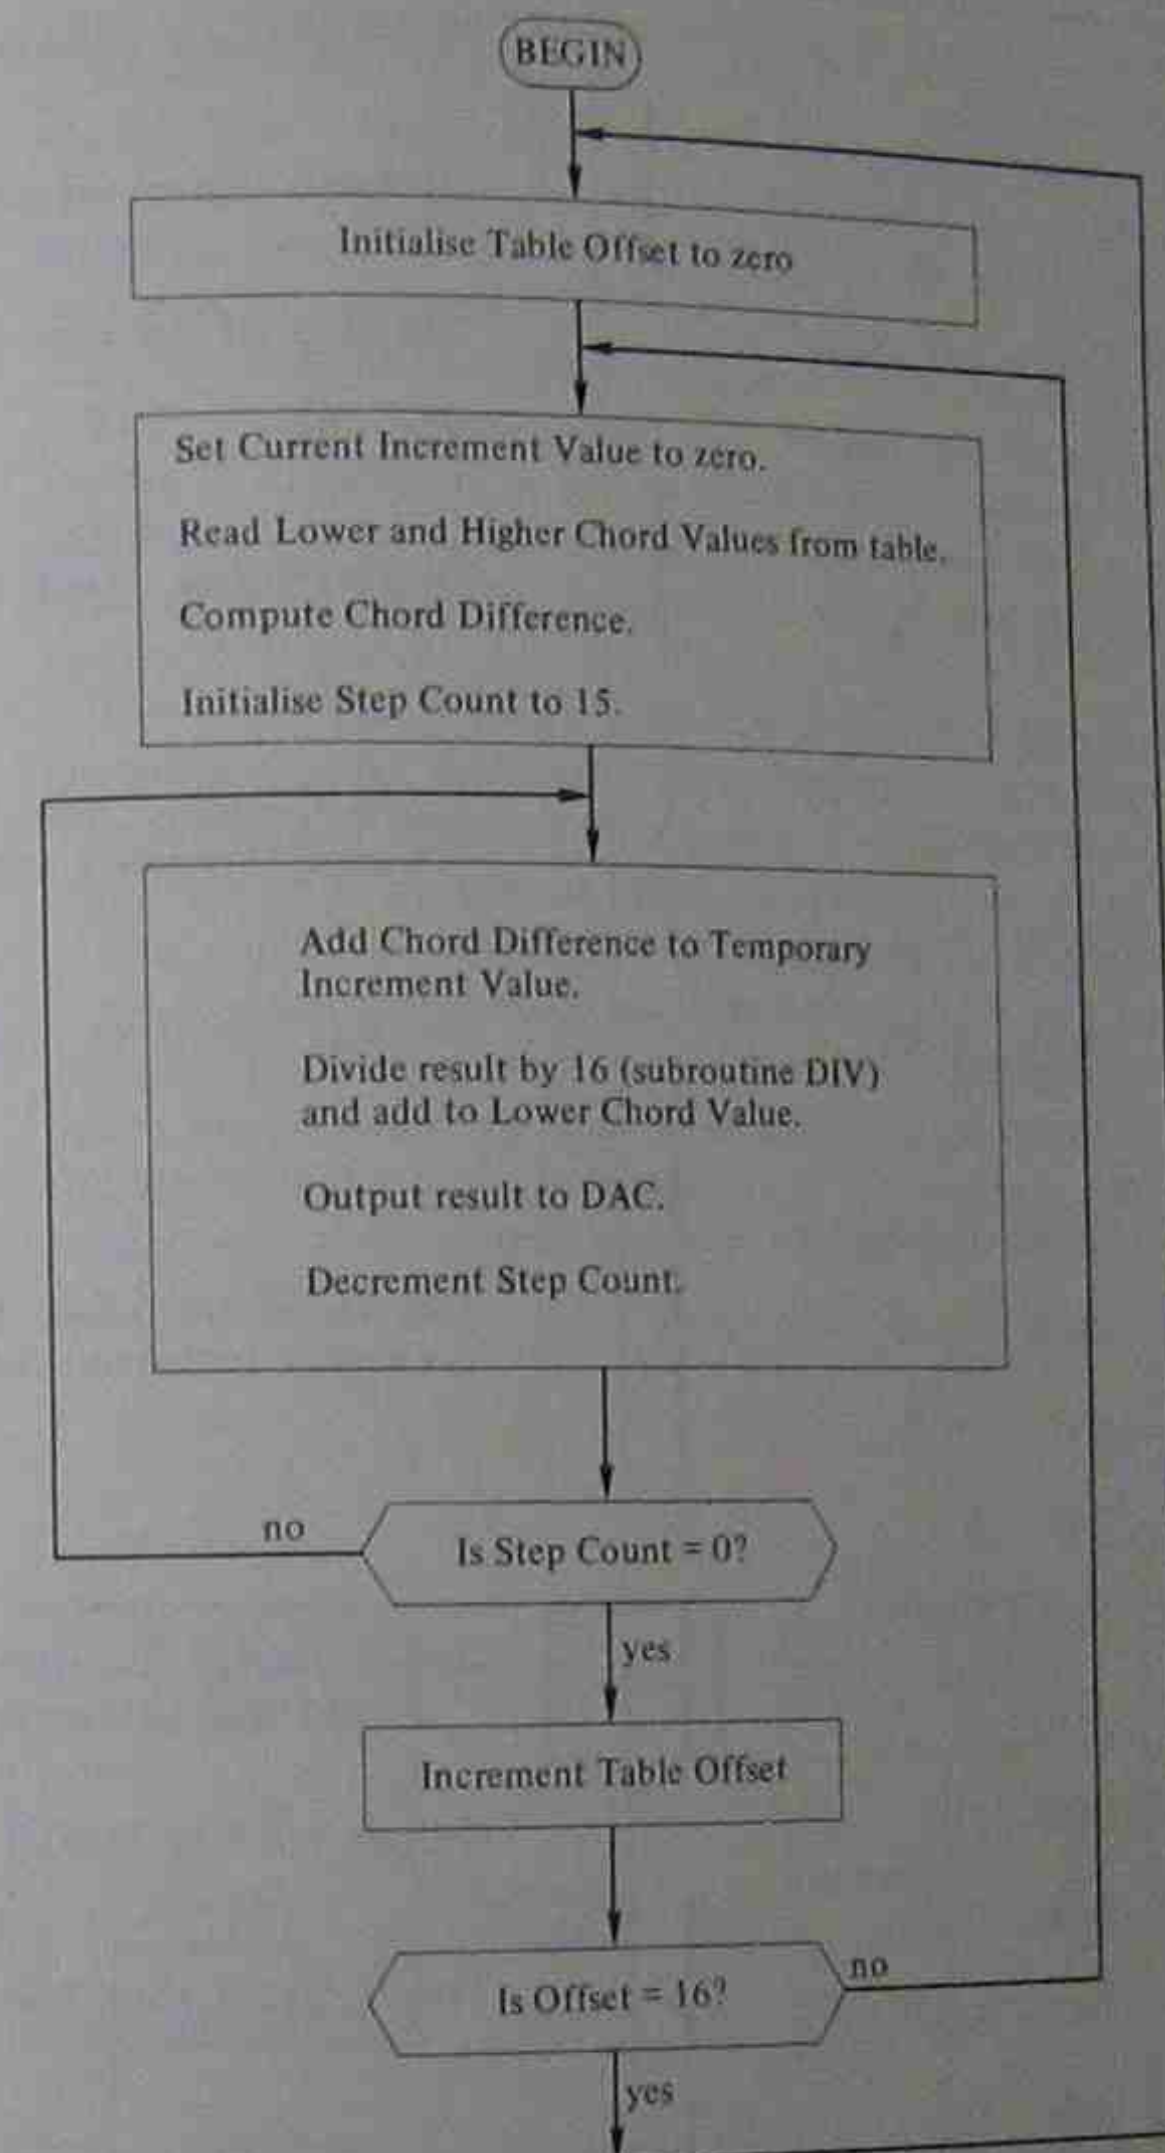 BEGIN
Initialise Table Offset to zero
Set Current Increment Value to zero.
Read Lower and Higher Chord Values from table.
Compute Chord Difference.
Initialise Step Count to 15.
Add Chord Difference to Temporary
Increment Value.
Divide result by 16 (subroutine DIV)
and add to Lower Chord Value.
Output result to DAC.
Decrement Step Count.
no
Is Step Count = 0?
yes
Increment Table Offset
no
Is Offset = 16?
yes